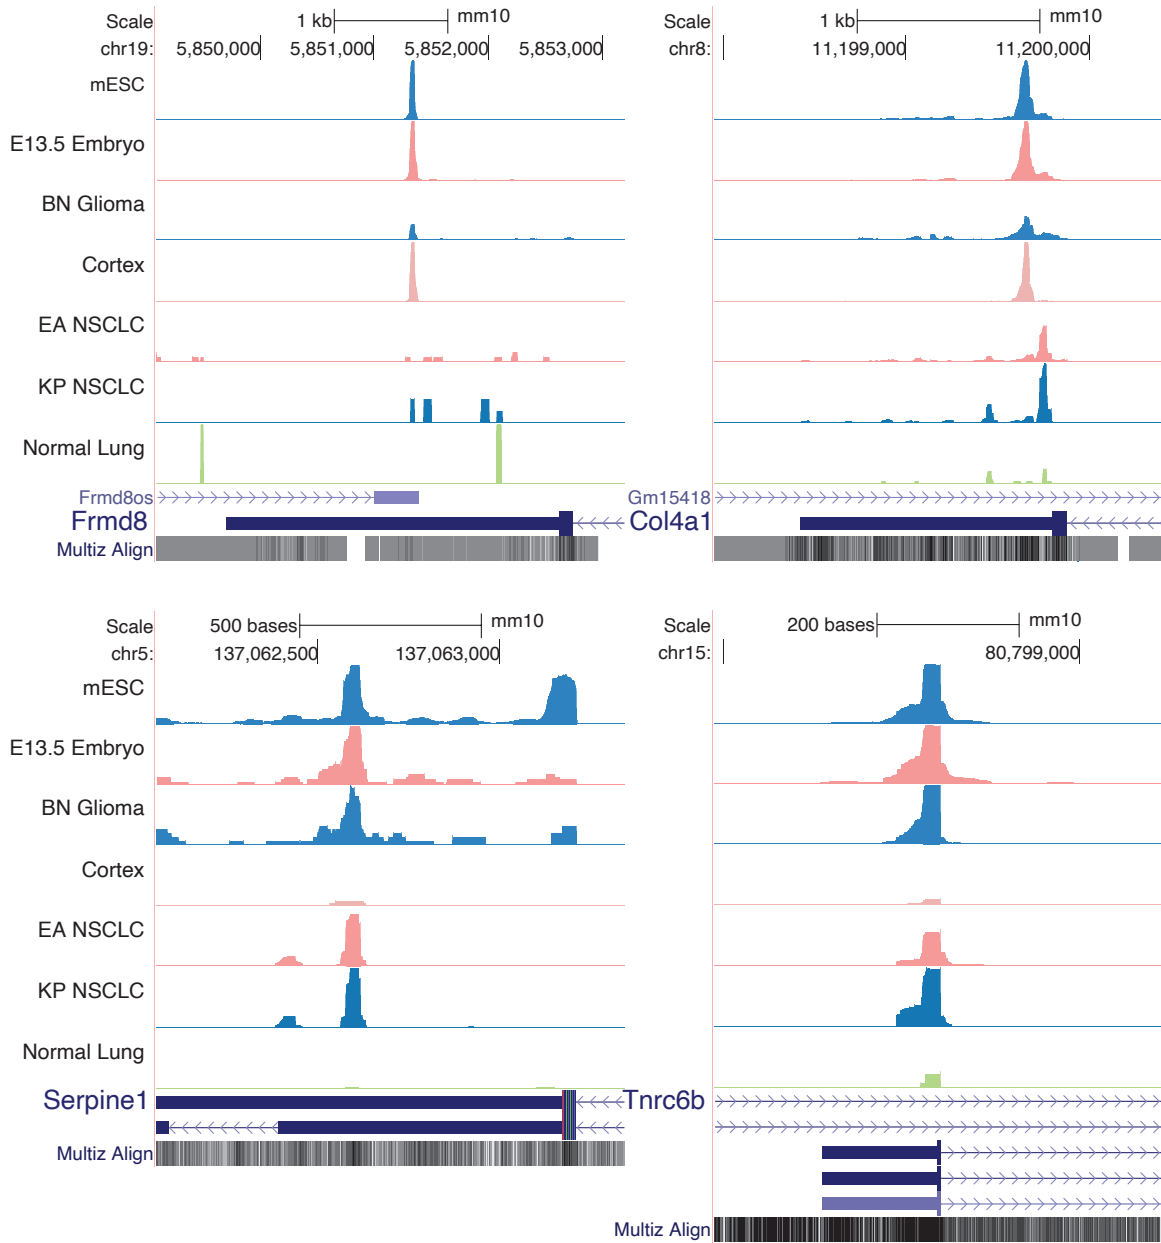 Scale 1 kb mm10
chr19: 5,850,000 5,851,000 5,852,000 5,853,000
mESC
E13.5 Embryo
BN Glioma
Cortex
EA NSCLC
KP NSCLC
Normal Lung
Frmd8os
Frmd8
Multiz Align
Scale 1 kb mm10
chr8: 11,199,000 11,200,000
Gm15418
Col4a1
Scale 500 bases mm10
chr5: 137,062,500 137,063,000
mESC
E13.5 Embryo
BN Glioma
Cortex
EA NSCLC
KP NSCLC
Normal Lung
Serpine1
Multiz Align
Scale 200 bases mm10
chr15: 80,799,000
Tnrc6b
Multiz Align